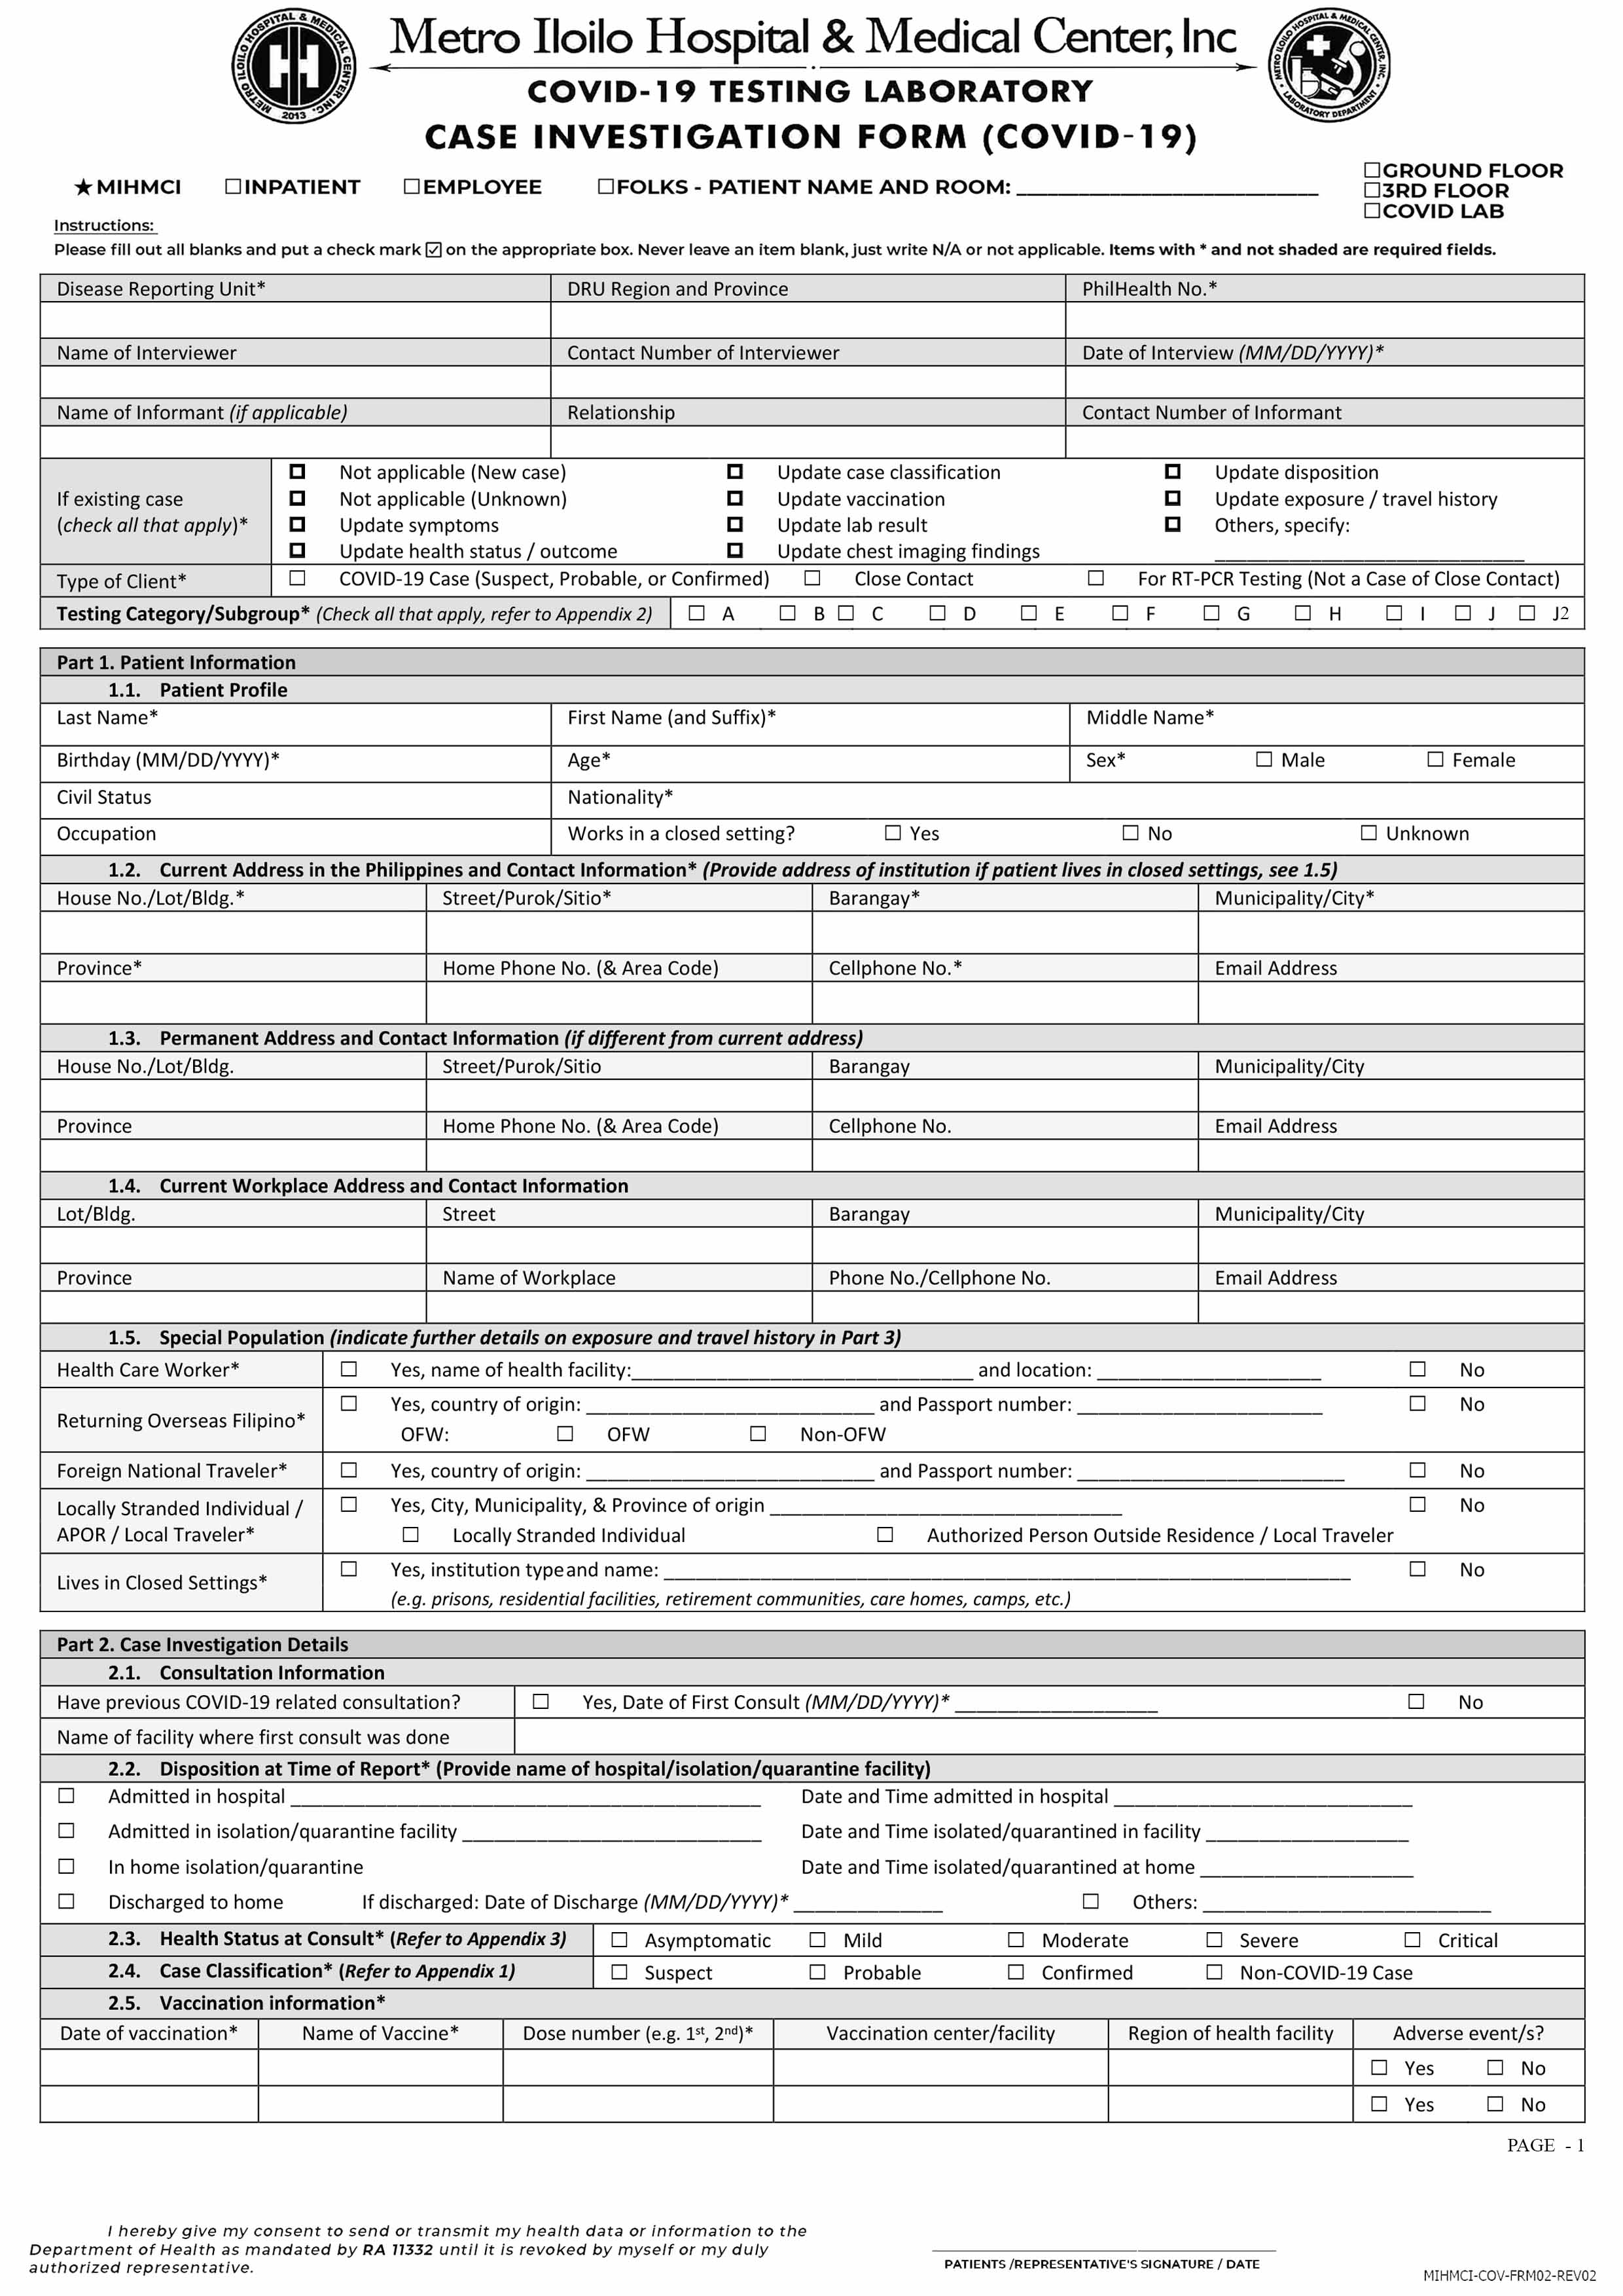 METRO ILOILO HOSPITAL & MEDICAL CENTER INC.
HH
2013
Metro Iloilo Hospital & Medical Center, Inc
METRO ILOILO HOSPITAL & MEDICAL CENTER, INC.
LABORATORY DEPARTMENT
COVID-19 TESTING LABORATORY
CASE INVESTIGATION FORM (COVID-19)
★MIHMCI ☐INPATIENT ☐EMPLOYEE ☐FOLKS - PATIENT NAME AND ROOM: ____________________
☐GROUND FLOOR
☐3RD FLOOR
☐COVID LAB
Instructions:
Please fill out all blanks and put a check mark ☑ on the appropriate box. Never leave an item blank, just write N/A or not applicable. Items with * and not shaded are required fields.
Disease Reporting Unit* DRU Region and Province PhilHealth No.*
Name of Interviewer Contact Number of Interviewer Date of Interview (MM/DD/YYYY)*
Name of Informant (if applicable) Relationship Contact Number of Informant
If existing case
(check all that apply)*
☐ Not applicable (New case) ☐ Update case classification ☐ Update disposition
☐ Not applicable (Unknown) ☐ Update vaccination ☐ Update exposure / travel history
☐ Update symptoms ☐ Update lab result ☐ Others, specify:
☐ Update health status / outcome ☐ Update chest imaging findings ____________________
Type of Client* ☐ COVID-19 Case (Suspect, Probable, or Confirmed) ☐ Close Contact ☐ For RT-PCR Testing (Not a Case of Close Contact)
Testing Category/Subgroup* (Check all that apply, refer to Appendix 2) ☐ A ☐ B ☐ C ☐ D ☐ E ☐ F ☐ G ☐ H ☐ I ☐ J ☐ J2
Part 1. Patient Information
1.1. Patient Profile
Last Name* First Name (and Suffix)* Middle Name*
Birthday (MM/DD/YYYY)* Age* Sex* ☐ Male ☐ Female
Civil Status Nationality*
Occupation Works in a closed setting? ☐ Yes ☐ No ☐ Unknown
1.2. Current Address in the Philippines and Contact Information* (Provide address of institution if patient lives in closed settings, see 1.5)
House No./Lot/Bldg.* Street/Purok/Sitio* Barangay* Municipality/City*
Province* Home Phone No. (& Area Code) Cellphone No.* Email Address
1.3. Permanent Address and Contact Information (if different from current address)
House No./Lot/Bldg. Street/Purok/Sitio Barangay Municipality/City
Province Home Phone No. (& Area Code) Cellphone No. Email Address
1.4. Current Workplace Address and Contact Information
Lot/Bldg. Street Barangay Municipality/City
Province Name of Workplace Phone No./Cellphone No. Email Address
1.5. Special Population (indicate further details on exposure and travel history in Part 3)
Health Care Worker* ☐ Yes, name of health facility:____________________ and location: ____________________ ☐ No
Returning Overseas Filipino* ☐ Yes, country of origin: ____________________ and Passport number: ____________________ ☐ No
OFW: ☐ OFW ☐ Non-OFW
Foreign National Traveler* ☐ Yes, country of origin: ____________________ and Passport number: ____________________ ☐ No
Locally Stranded Individual /
APOR / Local Traveler*
☐ Yes, City, Municipality, & Province of origin ____________________ ☐ No
☐ Locally Stranded Individual ☐ Authorized Person Outside Residence / Local Traveler
Lives in Closed Settings* ☐ Yes, institution type and name: ____________________ ☐ No
(e.g. prisons, residential facilities, retirement communities, care homes, camps, etc.)
Part 2. Case Investigation Details
2.1. Consultation Information
Have previous COVID-19 related consultation? ☐ Yes, Date of First Consult (MM/DD/YYYY)* ____________________ ☐ No
Name of facility where first consult was done
2.2. Disposition at Time of Report* (Provide name of hospital/isolation/quarantine facility)
☐ Admitted in hospital ____________________ Date and Time admitted in hospital ____________________
☐ Admitted in isolation/quarantine facility ____________________ Date and Time isolated/quarantined in facility ____________________
☐ In home isolation/quarantine Date and Time isolated/quarantined at home ____________________
☐ Discharged to home If discharged: Date of Discharge (MM/DD/YYYY)* ______________ ☐ Others: ____________________
2.3. Health Status at Consult* (Refer to Appendix 3) ☐ Asymptomatic ☐ Mild ☐ Moderate ☐ Severe ☐ Critical
2.4. Case Classification* (Refer to Appendix 1) ☐ Suspect ☐ Probable ☐ Confirmed ☐ Non-COVID-19 Case
2.5. Vaccination information*
Date of vaccination* Name of Vaccine* Dose number (e.g. 1st, 2nd)* Vaccination center/facility Region of health facility Adverse event/s?
☐ Yes ☐ No
☐ Yes ☐ No
PAGE - 1
I hereby give my consent to send or transmit my health data or information to the
Department of Health as mandated by RA 11332 until it is revoked by myself or my duly
authorized representative.
PATIENTS /REPRESENTATIVE'S SIGNATURE / DATE
MIHMCI-COV-FRM02-REV02